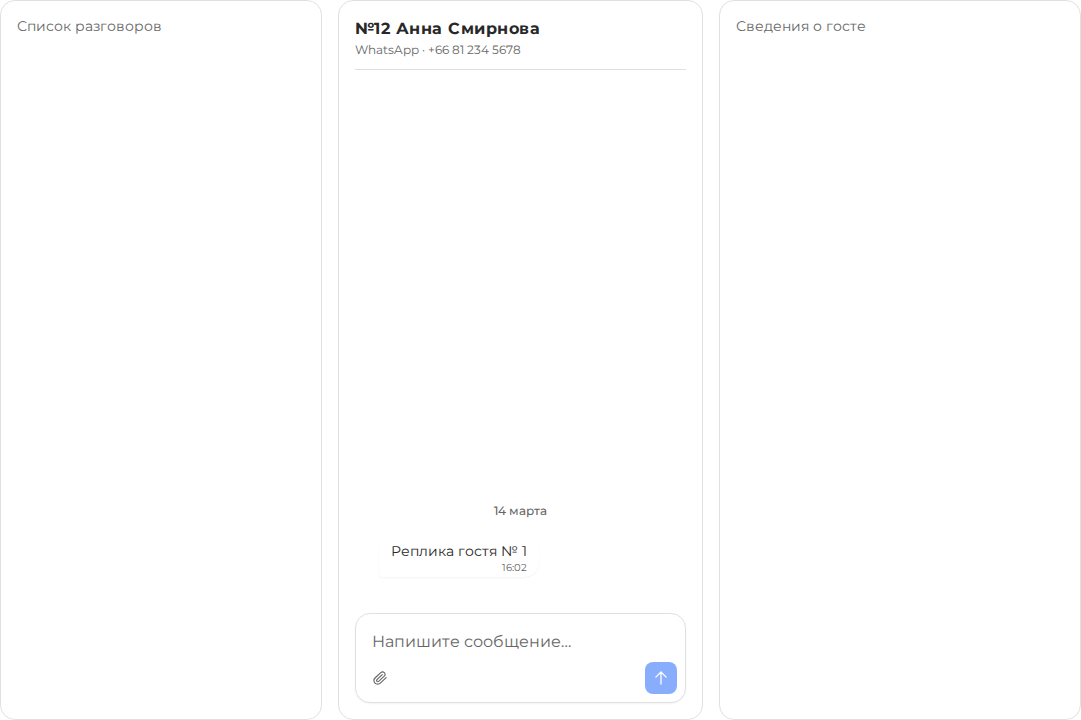 Список разговоров
№12 Анна Смирнова
WhatsApp · +66 81 234 5678
14 марта
Реплика гостя № 1
16:02
Напишите сообщение…
Сведения о госте